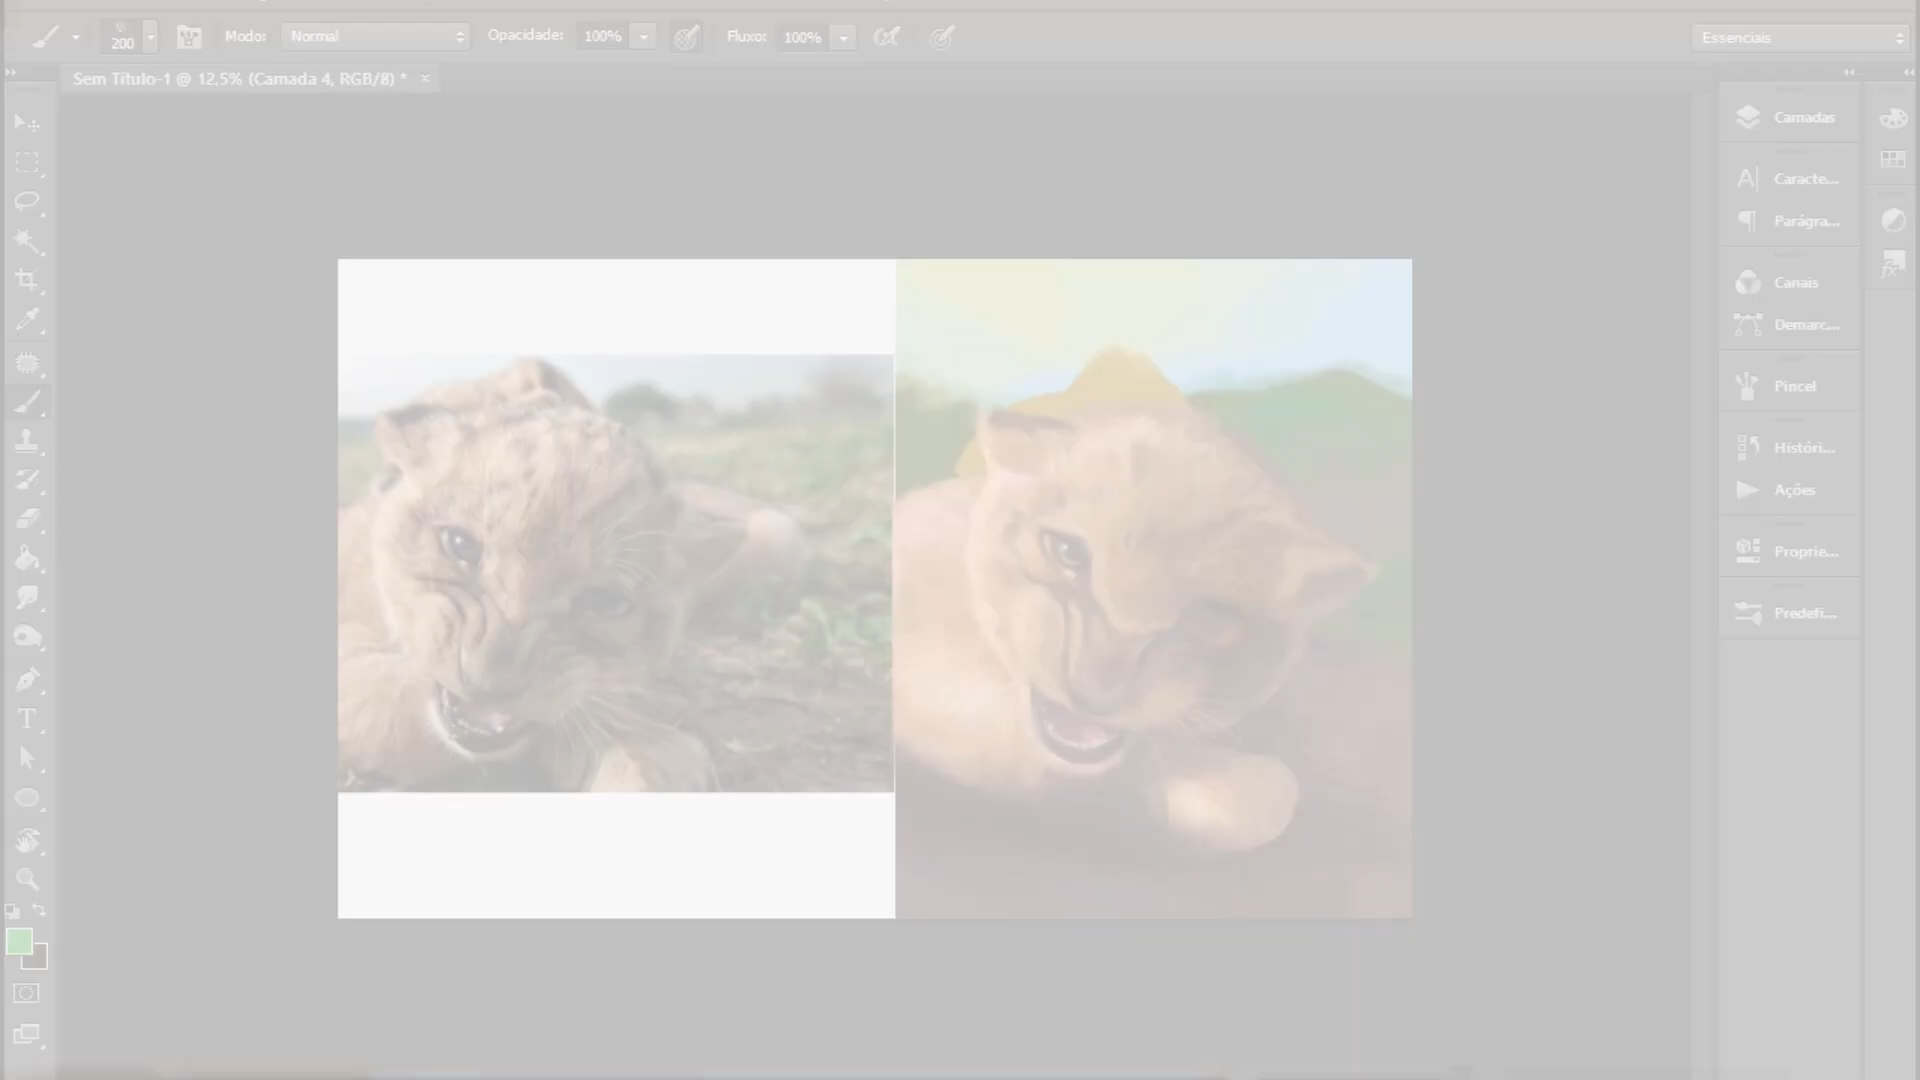 200
Modo:
Normal
Opacidade:
100%
Fluxo:
100%
Essenciais
Sem Título-1 @ 12,5% (Camada 4, RGB/8) *
Camadas
Caracte...
Parágra...
Canais
Demarc...
Pincel
Históri...
Ações
Proprie...
Predefi...